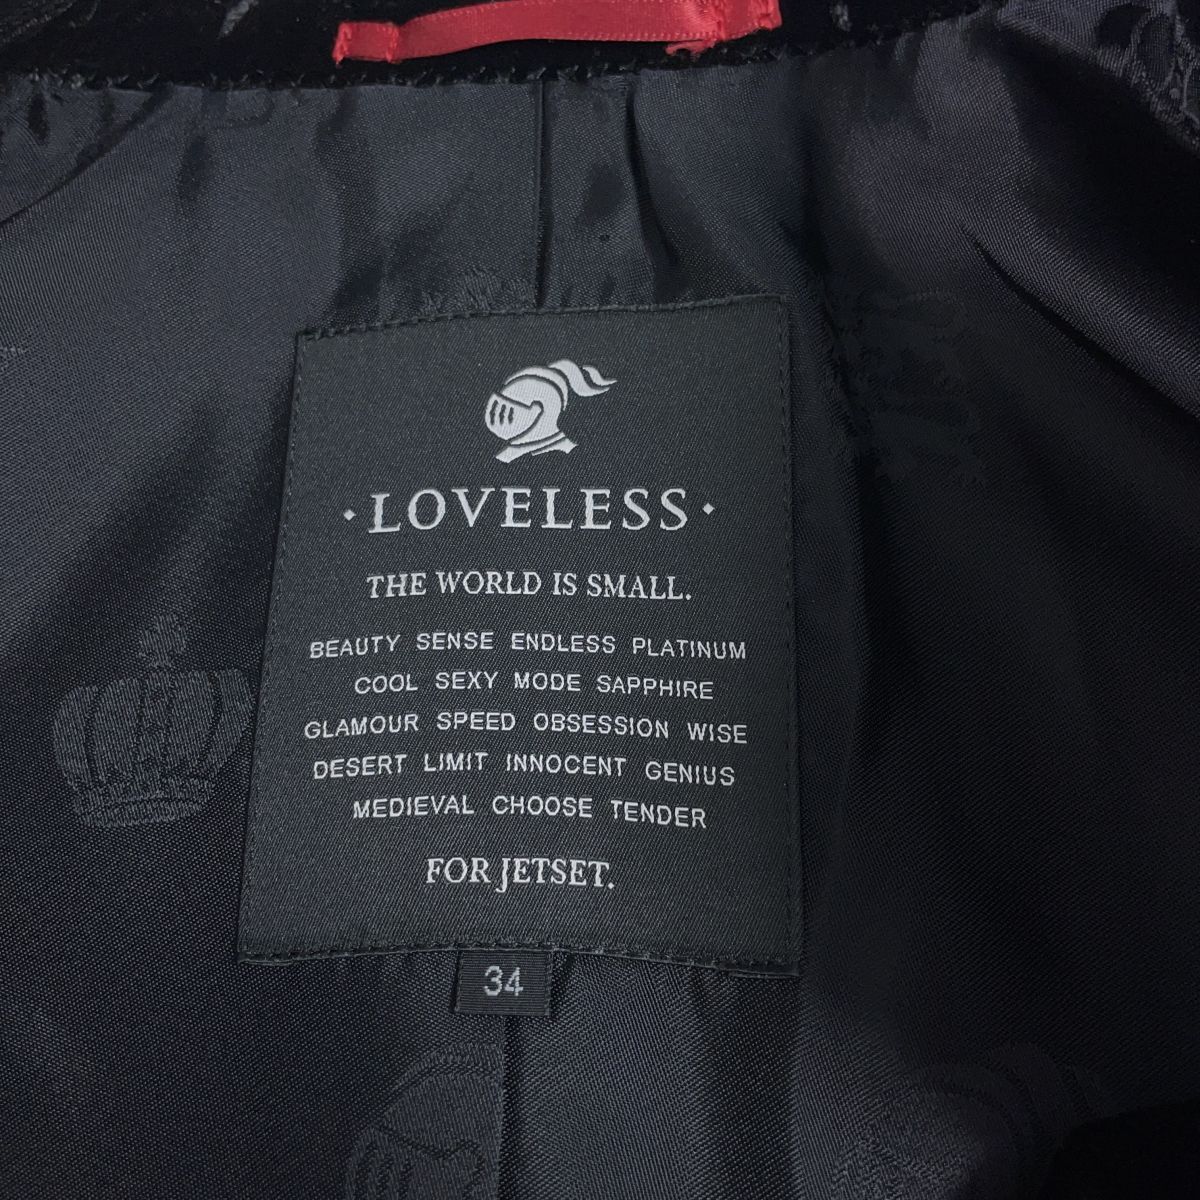 ·LOVELESS·
THE WORLD IS SMALL.
BEAUTY SENSE ENDLESS PLATINUM
COOL SEXY MODE SAPPHIRE
GLAMOUR SPEED OBSESSION WISE
DESERT LIMIT INNOCENT GENIUS
MEDIEVAL CHOOSE TENDER
FOR JETSET.
34